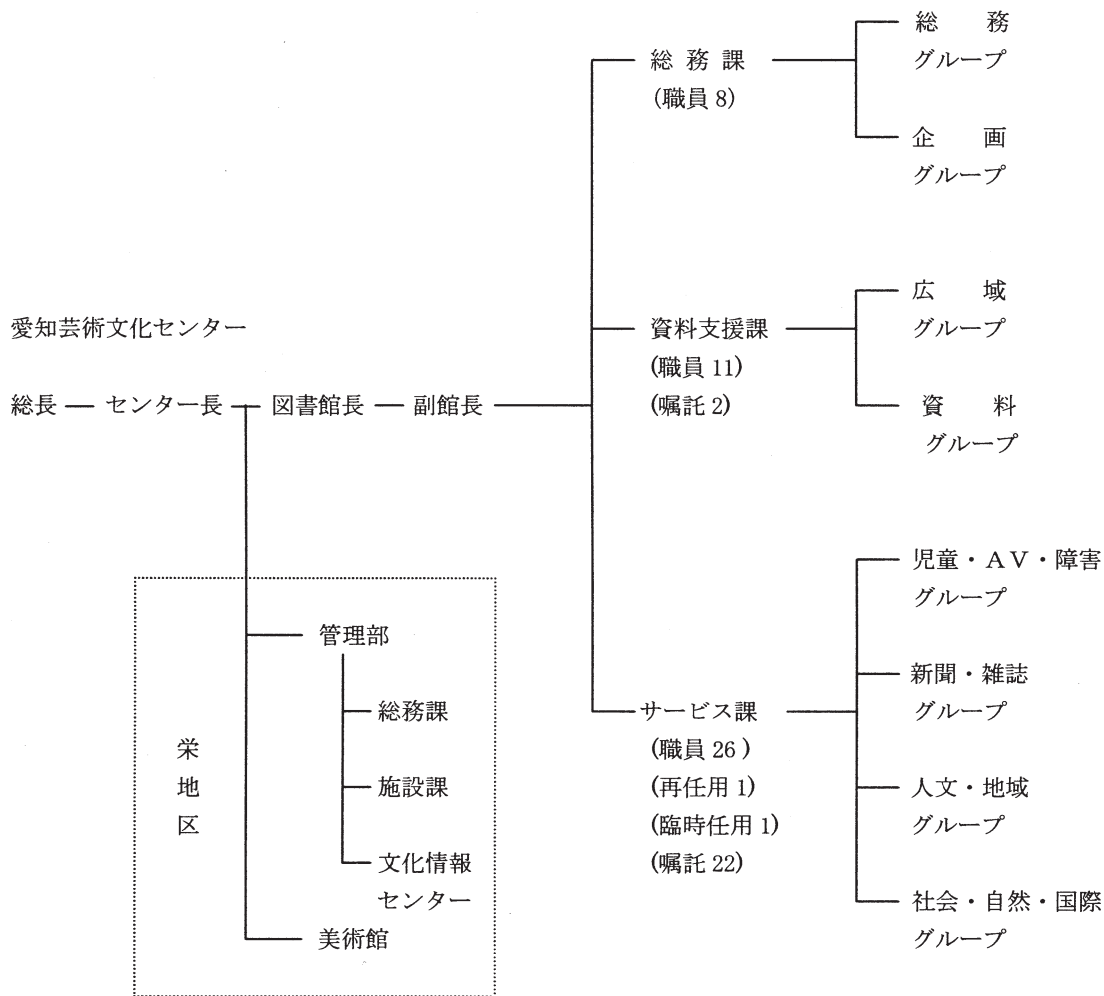 愛知芸術文化センター
総長
センター長
図書館長
副館長
総務課
(職員 8)
総務
グループ
企画
グループ
資料支援課
(職員 11)
(嘱託 2)
広域
グループ
資料
グループ
サービス課
(職員 26 )
(再任用 1)
(臨時任用 1)
(嘱託 22)
児童・AV・障害
グループ
新聞・雑誌
グループ
人文・地域
グループ
社会・自然・国際
グループ
栄
地
区
管理部
総務課
施設課
文化情報
センター
美術館